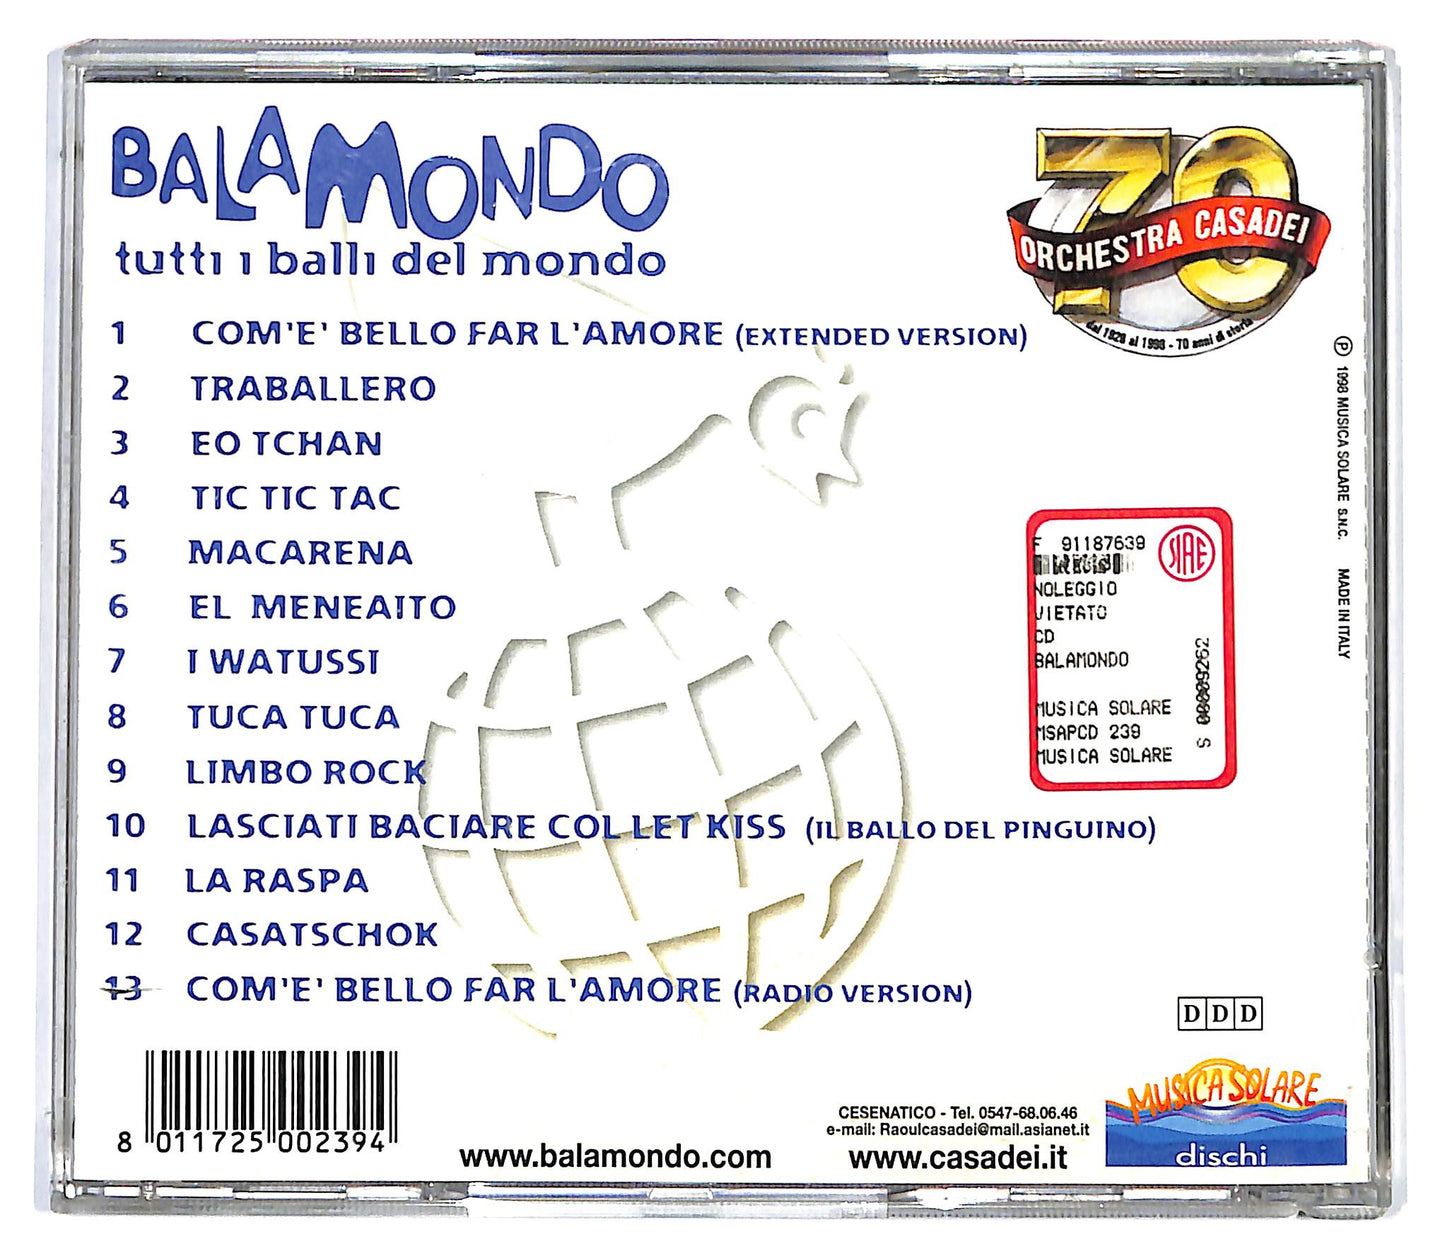 BALAMONDO
tutti i balli del mondo
70
ORCHESTRA CASADEI
dal 1928 al 1998 - 70 anni di storia
1 COM'E' BELLO FAR L'AMORE (EXTENDED VERSION)
2 TRABALLERO
3 EO TCHAN
4 TIC TIC TAC
5 MACARENA
6 EL MENEAITO
7 I WATUSSI
8 TUCA TUCA
9 LIMBO ROCK
10 LASCIATI BACIARE COL LET KISS (IL BALLO DEL PINGUINO)
11 LA RASPA
12 CASATSCHOK
13 COM'E' BELLO FAR L'AMORE (RADIO VERSION)
℗ 1998 MUSICA SOLARE S.N.C. MADE IN ITALY
F 91187639
SIAE
NOLEGGIO
VIETATO
CD
BALAMONDO
MUSICA SOLARE
MSAPCD 239
MUSICA SOLARE
S 00009262
DDD
8 011725 002394
www.balamondo.com
CESENATICO - Tel. 0547-68.06.46
e-mail: Raoulcasadei@mail.asianet.it
www.casadei.it
MUSICA SOLARE
dischi